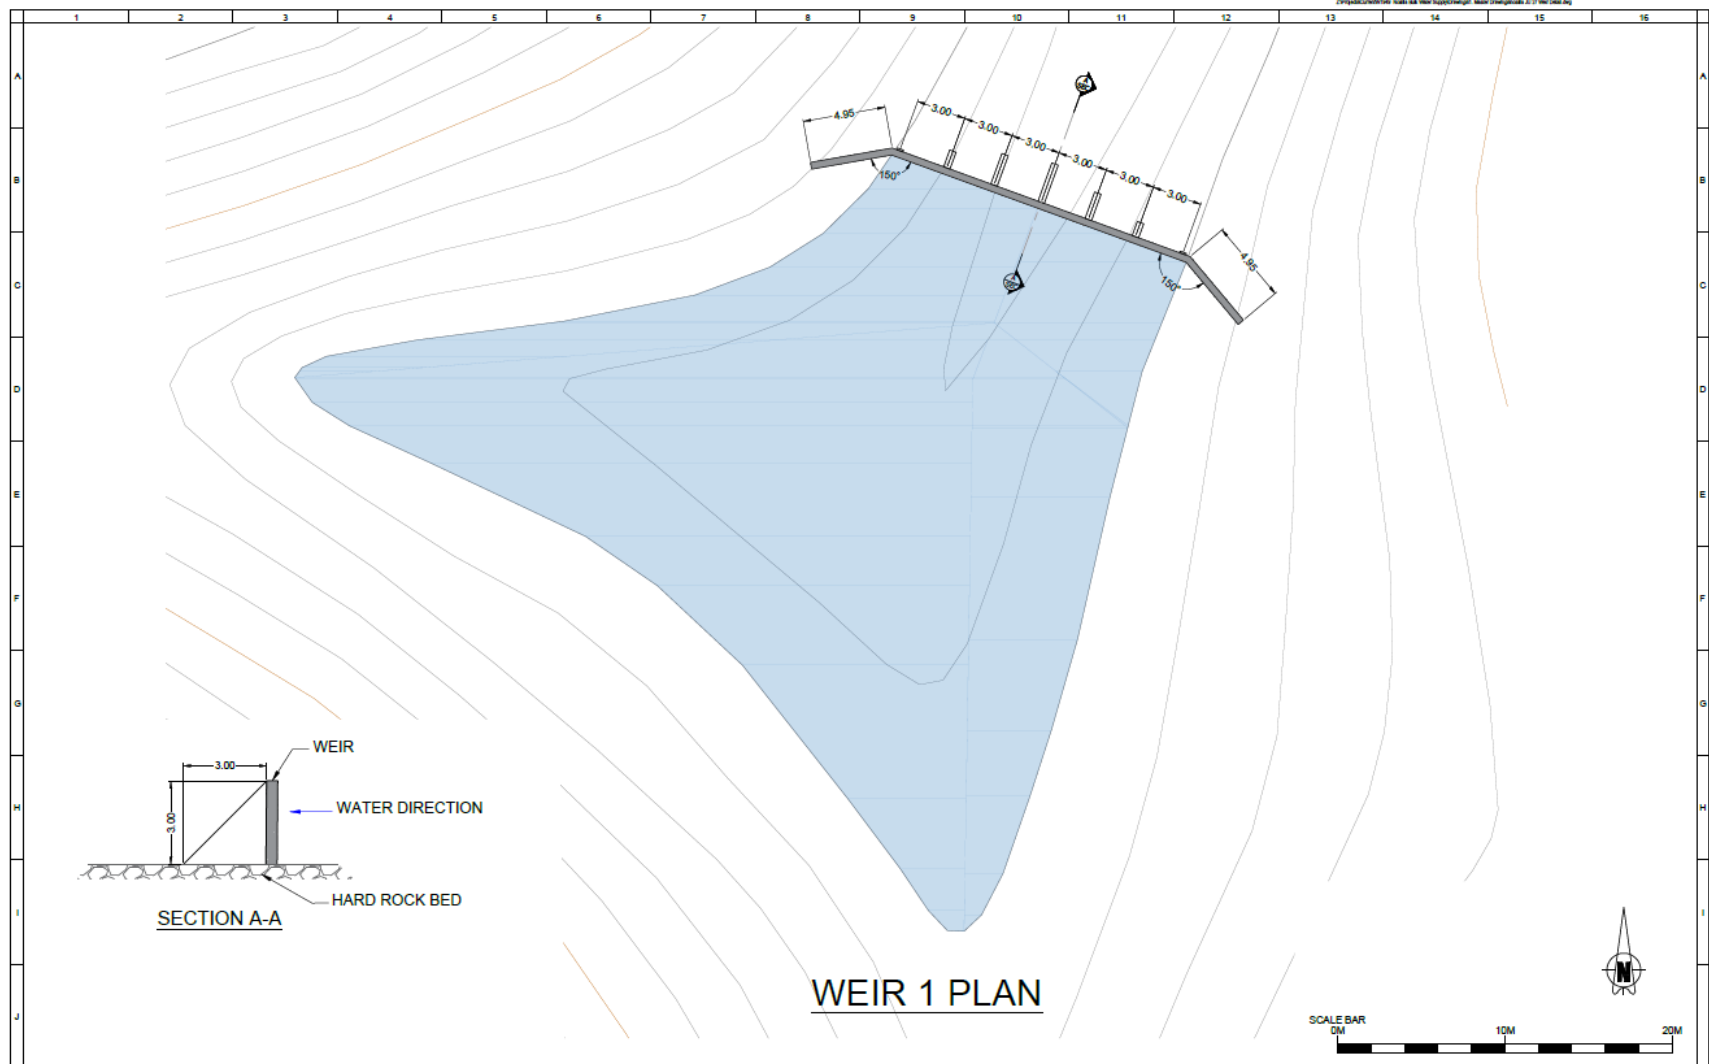 1 2 3 4 5 6 7 8 9 10 11 12 13 14 15 16
A A
B B
C C
D D
E E
F F
G G
H H
I I
J
4.95
3.00
3.00
3.00
3.00
3.00
3.00
150°
A
4.95
150°
A
WEIR
3.00
WATER DIRECTION
3.00
HARD ROCK BED
SECTION A-A
WEIR 1 PLAN
N
SCALE BAR
0M 10M 20M